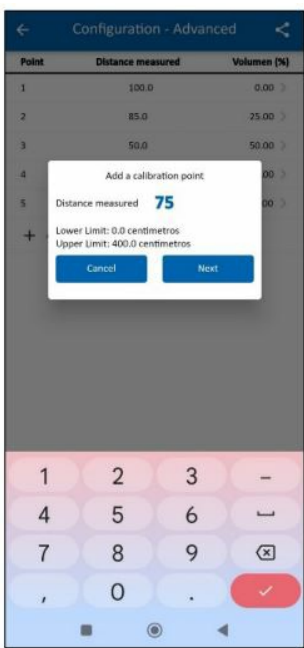 Configuration - Advanced
Point Distance measured Volumen (%)
1 100.0 0.00
2 85.0 25.00
3 50.0 50.00
4
5
Add a calibration point
Distance measured 75
Lower Limit: 0.0 centimetros
Upper Limit: 400.0 centimetros
Cancel Next
1 2 3 –
4 5 6
7 8 9
, 0 .